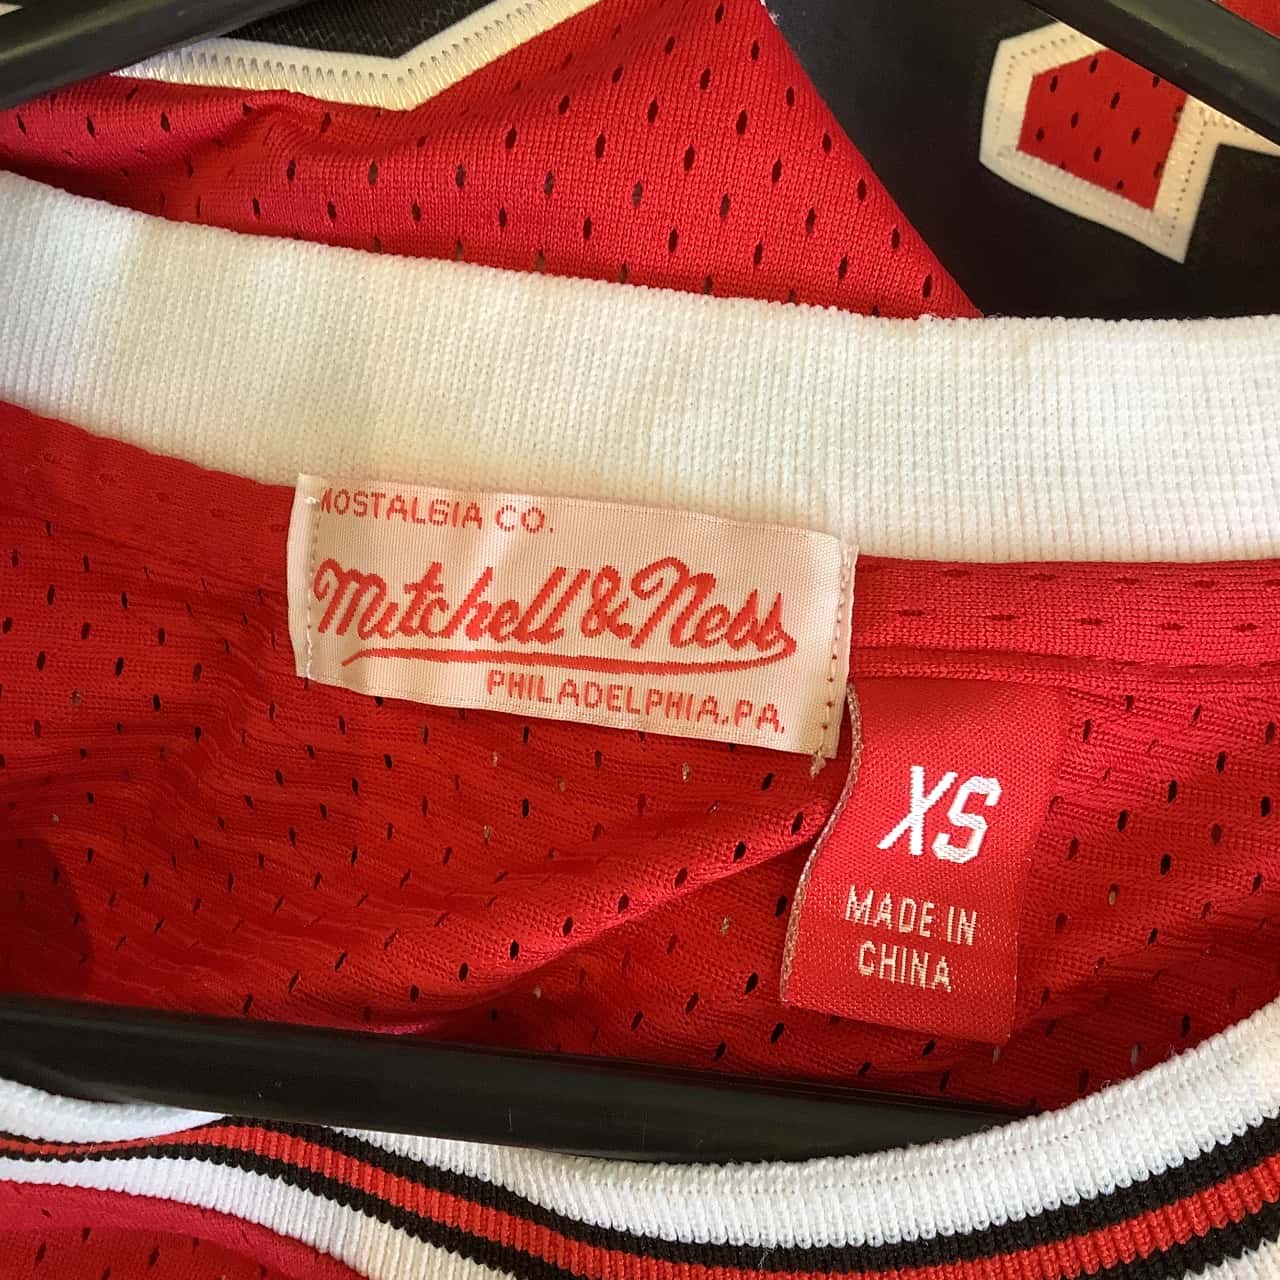 NOSTALGIA CO.
Mitchell & Ness
PHILADELPHIA, PA.
XS
MADE IN
CHINA